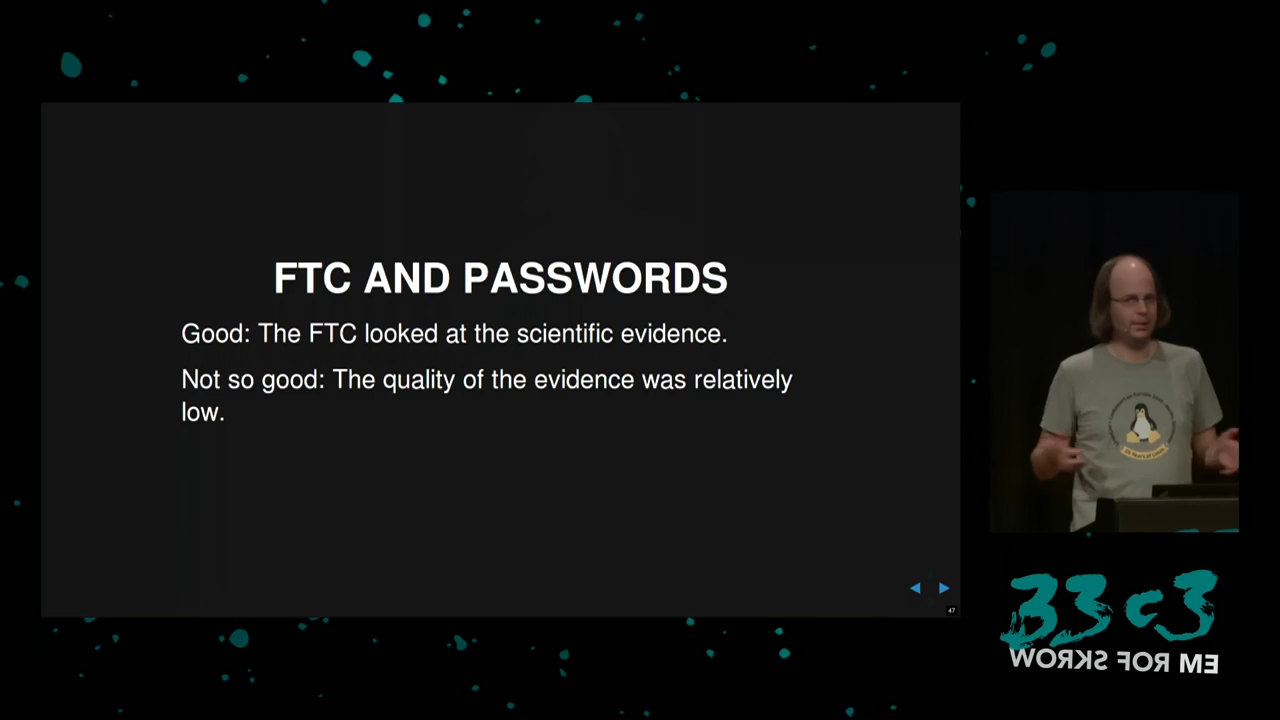 FTC AND PASSWORDS
Good: The FTC looked at the scientific evidence.
Not so good: The quality of the evidence was relatively
low.
47
33c3
WORKS FOR ME